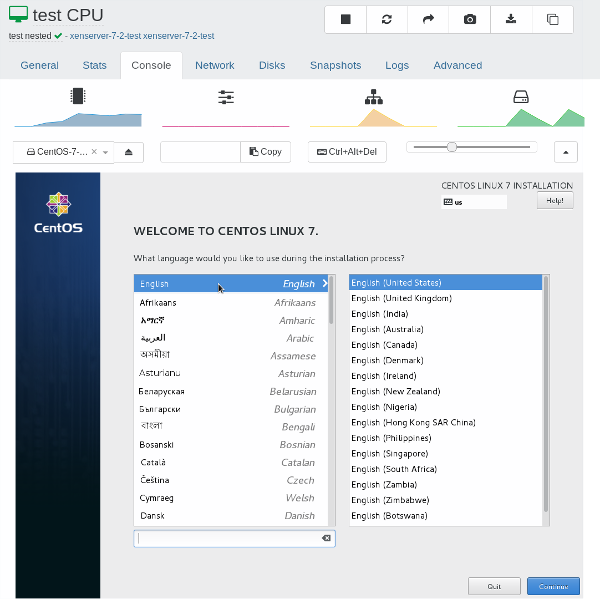 test CPU
test nested - xenserver-7-2-test xenserver-7-2-test
General Stats Console Network Disks Snapshots Logs Advanced
CentOS-7-... Copy Ctrl+Alt+Del
CentOS
CENTOS LINUX 7 INSTALLATION
us Help!
WELCOME TO CENTOS LINUX 7.
What language would you like to use during the installation process?
English English English (United States)
Afrikaans Afrikaans English (United Kingdom)
አማርኛ Amharic English (India)
العربية Arabic English (Australia)
অসমীয়া Assamese English (Canada)
Asturianu Asturian English (Denmark)
Беларуская Belarusian English (Ireland)
Български Bulgarian English (New Zealand)
বাংলা Bengali English (Nigeria)
Bosanski Bosnian English (Hong Kong SAR China)
Català Catalan English (Philippines)
Čeština Czech English (Singapore)
Cymraeg Welsh English (South Africa)
Dansk Danish English (Zambia)
English (Zimbabwe)
English (Botswana)
Quit Continue